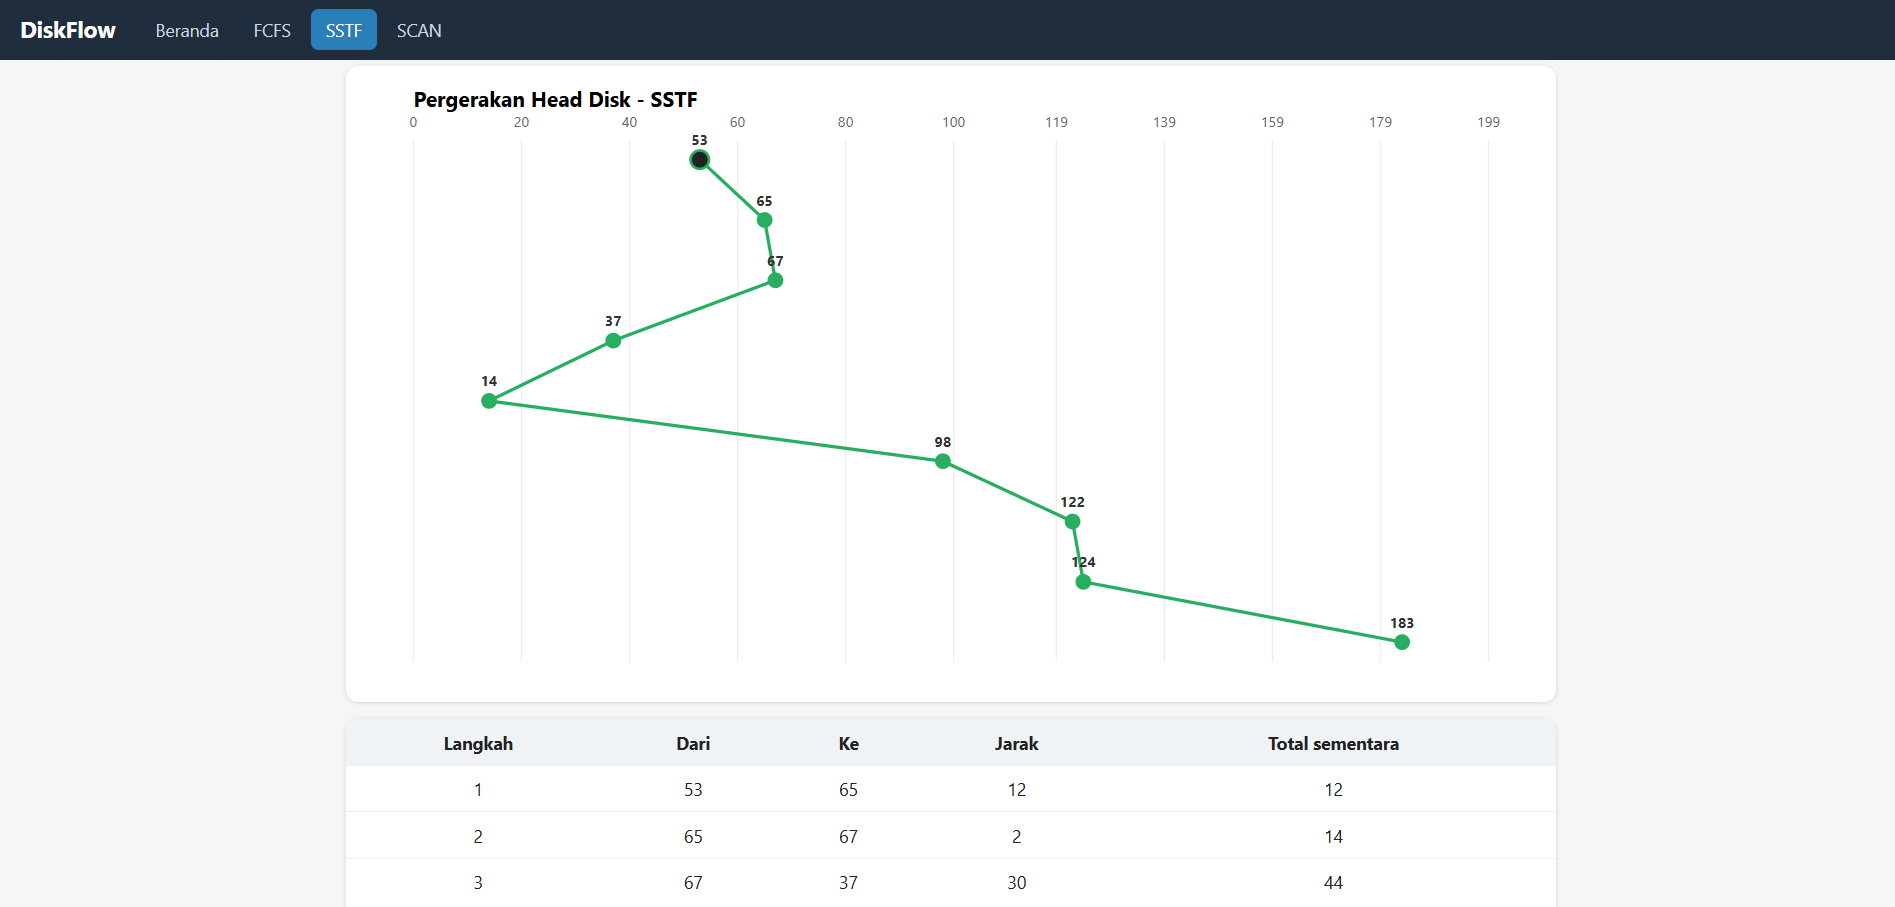 DiskFlow Beranda FCFS SSTF SCAN
Pergerakan Head Disk - SSTF
0 20 40 60 80 100 119 139 159 179 199
53
65
67
37
14
98
122
124
183
Langkah Dari Ke Jarak Total sementara
1 53 65 12 12
2 65 67 2 14
3 67 37 30 44